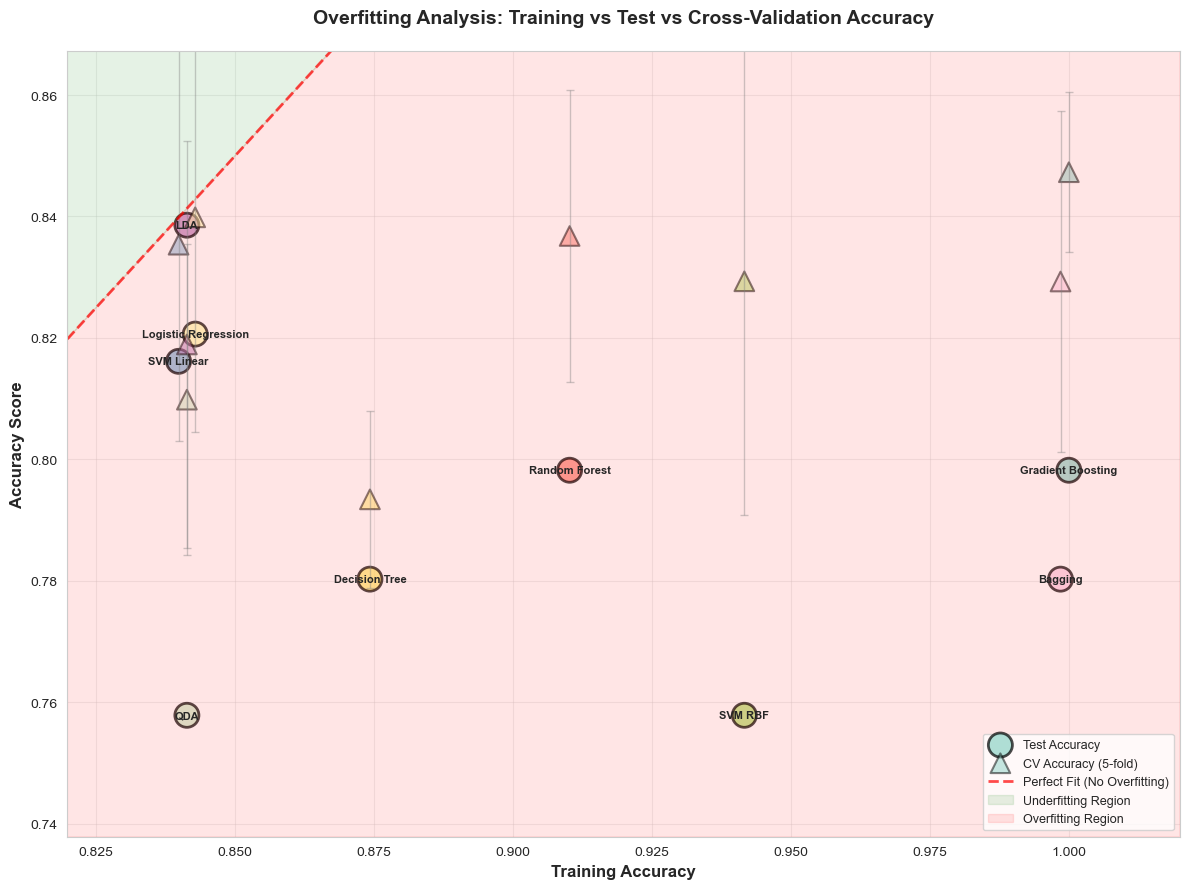 Overfitting Analysis: Training vs Test vs Cross-Validation Accuracy
Accuracy Score
0.86
0.84
0.82
0.80
0.78
0.76
0.74
LDA
Logistic Regression
SVM Linear
Random Forest
Gradient Boosting
Decision Tree
Bagging
QDA
SVM RBF
Test Accuracy
CV Accuracy (5-fold)
Perfect Fit (No Overfitting)
Underfitting Region
Overfitting Region
0.825
0.850
0.875
0.900
0.925
0.950
0.975
1.000
Training Accuracy